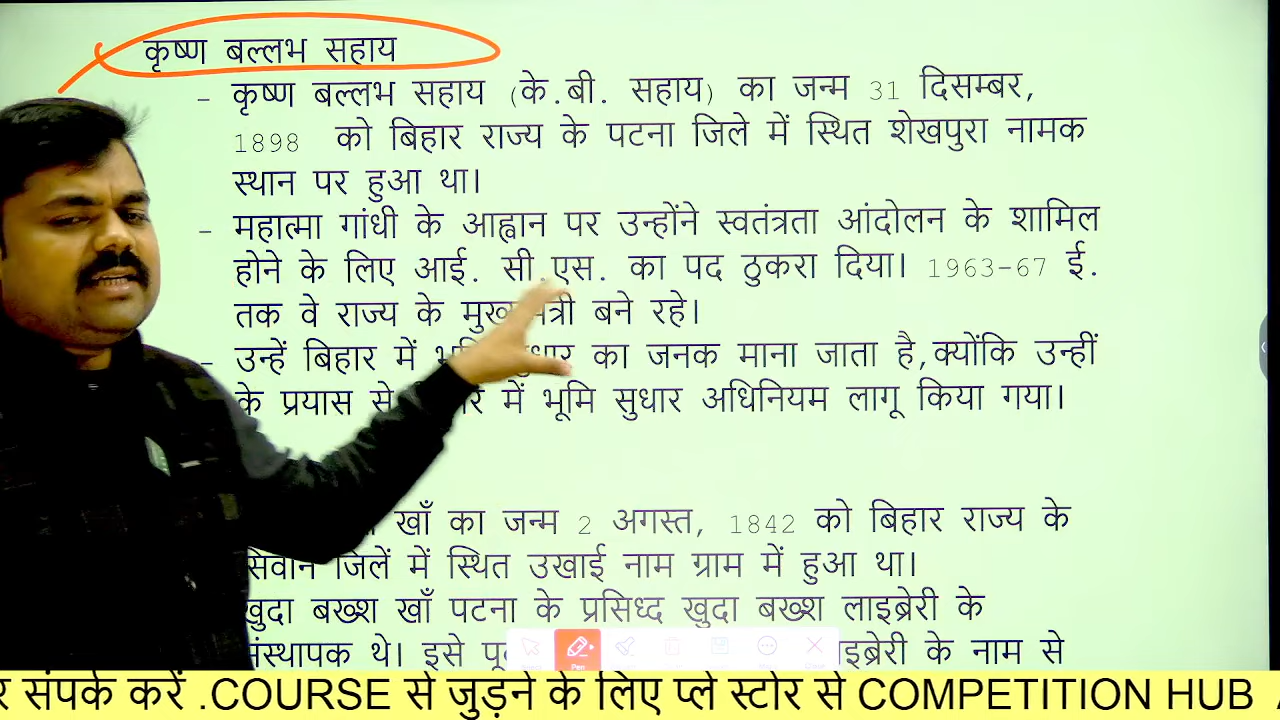 कृष्ण बल्लभ सहाय
- कृष्ण बल्लभ सहाय (के.बी. सहाय) का जन्म 31 दिसम्बर,
1898 को बिहार राज्य के पटना जिले में स्थित शेखपुरा नामक
स्थान पर हुआ था।
- महात्मा गांधी के आह्वान पर उन्होंने स्वतंत्रता आंदोलन के शामिल
होने के लिए आई. सी.एस. का पद ठुकरा दिया। 1963-67 ई.
तक वे राज्य के बने रहे।
- उन्हें बिहार में का जनक माना जाता है,क्योंकि उन्हीं
के प्रयास से में भूमि सुधार अधिनियम लागू किया गया।
खाँ का जन्म 2 अगस्त, 1842 को बिहार राज्य के
सिवान जिलें में स्थित उखाई नाम ग्राम में हुआ था।
खुदा बख्श खाँ पटना के प्रसिध्द खुदा बख्श लाइब्रेरी के
संस्थापक थे। इसे के नाम से
Pen
संपर्क करें .COURSE से जुड़ने के लिए प्ले स्टोर से COMPETITION HUB